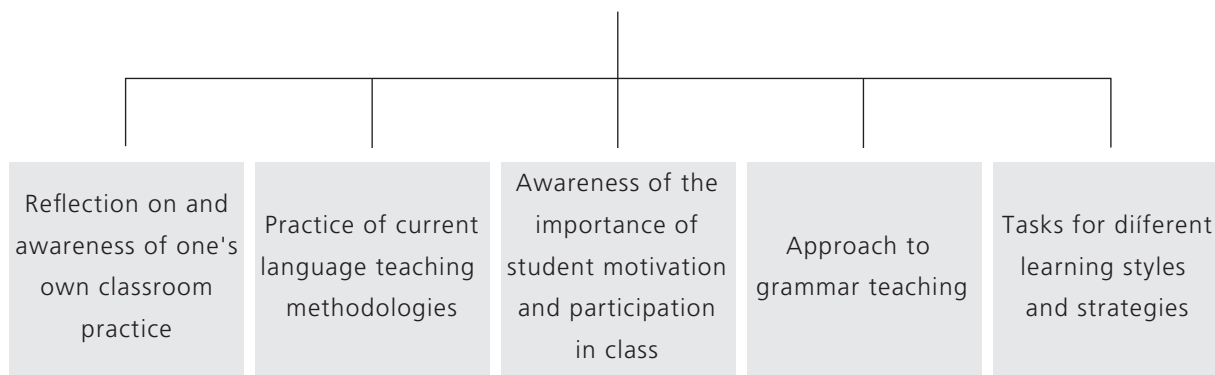 Reflection on and
awareness of one's
own classroom
practice
Practice of current
language teaching
methodologies
Awareness of the
importance of
student motivation
and participation
in class
Approach to
grammar teaching
Tasks for diíferent
learning styles
and strategies